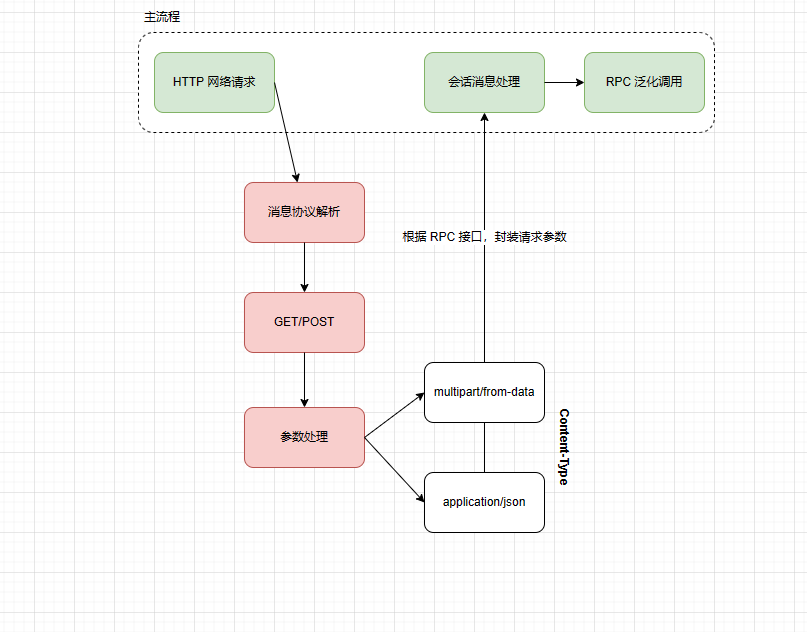 主流程
HTTP 网络请求
会话消息处理
RPC 泛化调用
消息协议解析
根据 RPC 接口，封装请求参数
GET/POST
multipart/from-data
参数处理
Content-Type
application/json